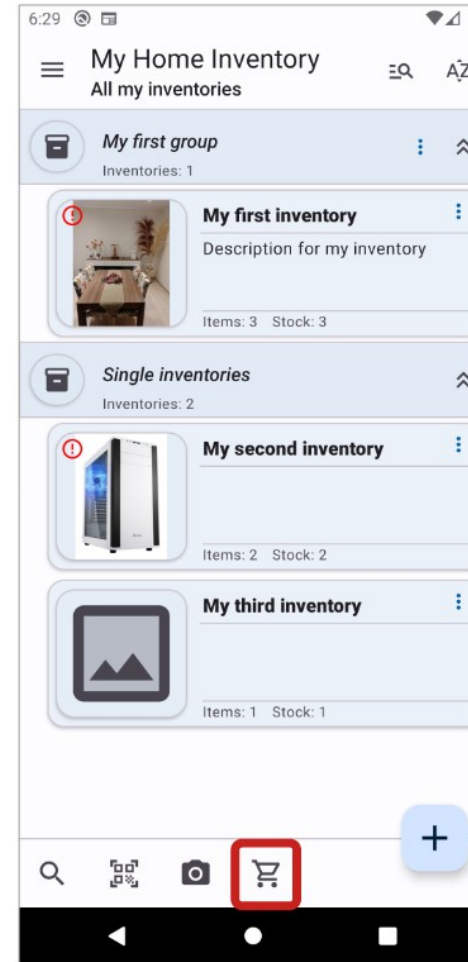 6:29
My Home Inventory
All my inventories
My first group
Inventories: 1
My first inventory
Description for my inventory
Items: 3 Stock: 3
Single inventories
Inventories: 2
My second inventory
Items: 2 Stock: 2
My third inventory
Items: 1 Stock: 1